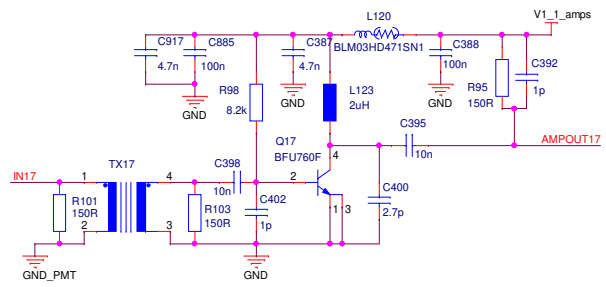 V1_1_amps
L120
BLM03HD471SN1
C917
4.7n
C885
100n
C387
4.7n
C388
100n
C392
1p
R95
150R
GND
GND
GND
R98
8.2k
L123
2uH
C395
10n
AMPOUT17
Q17
BFU760F
4
IN17
TX17
1
4
C398
10n
2
R101
150R
R103
150R
C402
1p
1
3
C400
2.7p
2
3
GND_PMT
GND